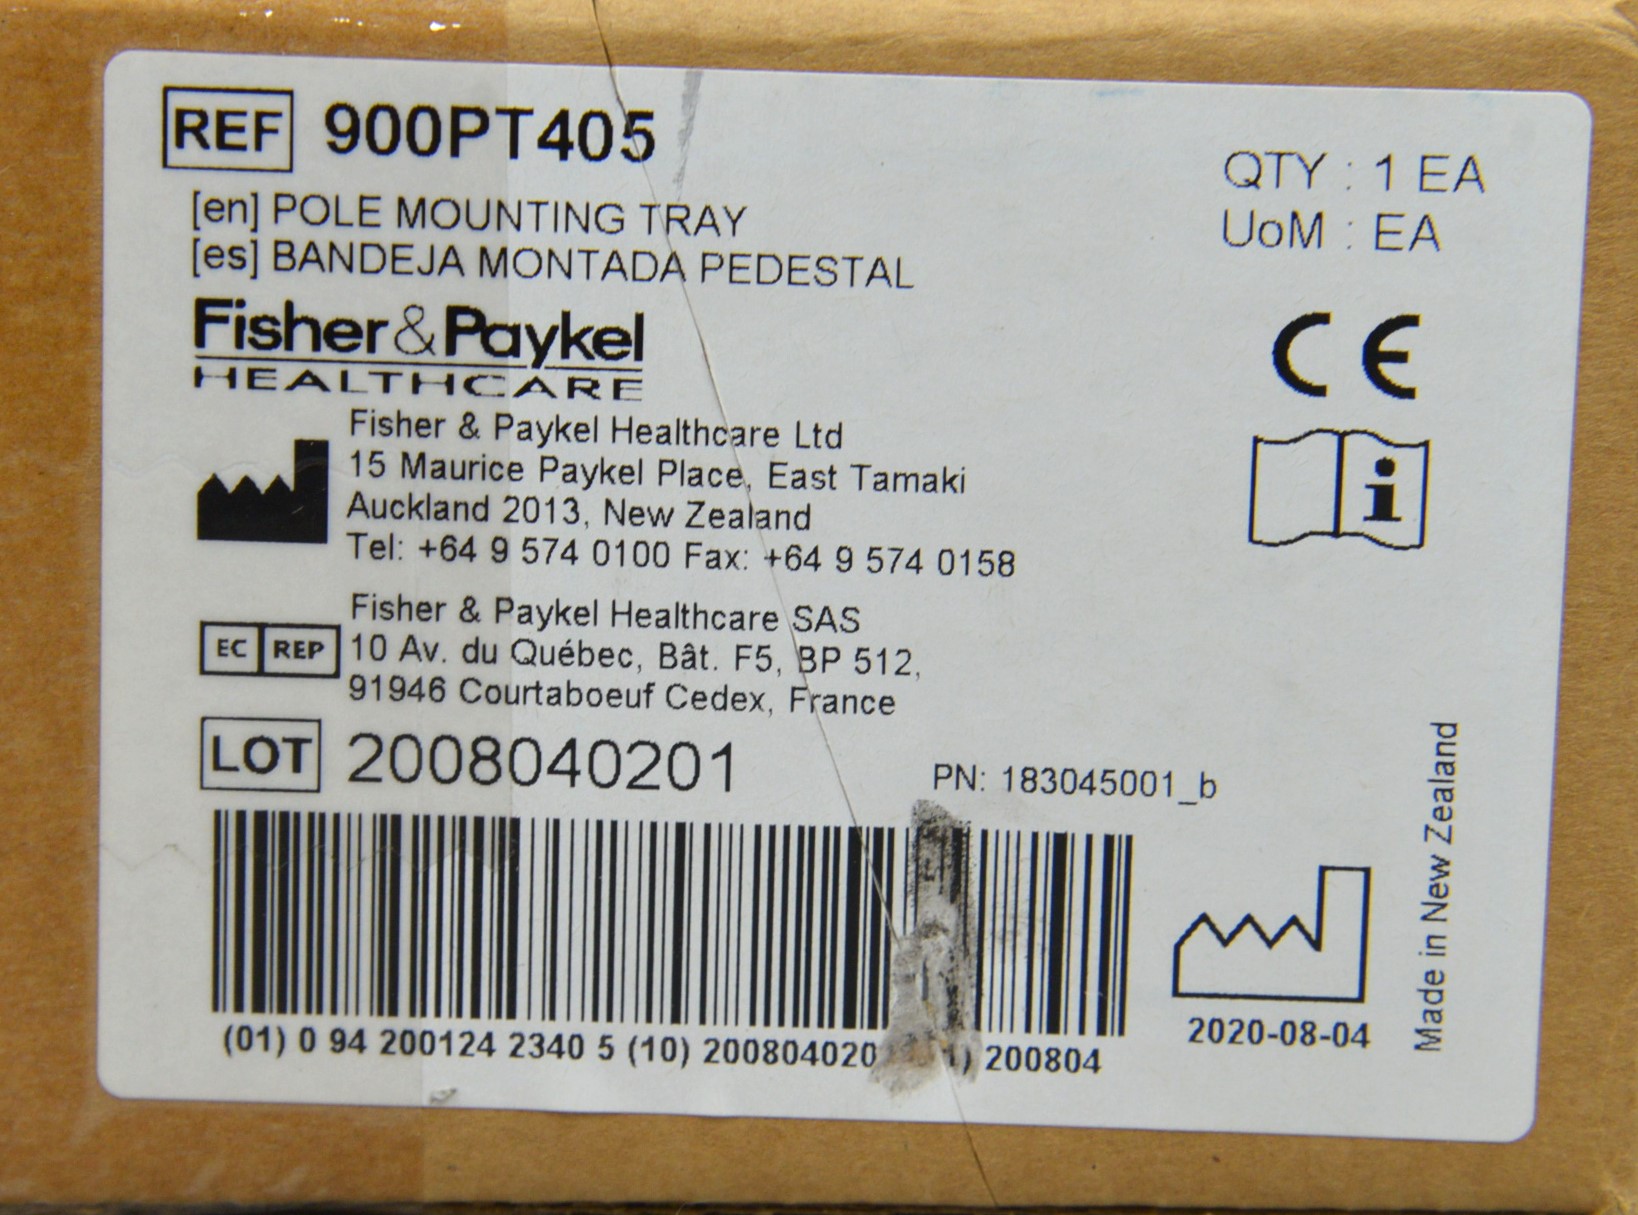 REF 900PT405
[en] POLE MOUNTING TRAY
[es] BANDEJA MONTADA PEDESTAL
QTY : 1 EA
UoM : EA
Fisher&Paykel
HEALTHCARE
CE
Fisher & Paykel Healthcare Ltd
15 Maurice Paykel Place, East Tamaki
Auckland 2013, New Zealand
Tel: +64 9 574 0100 Fax: +64 9 574 0158
i
EC REP
Fisher & Paykel Healthcare SAS
10 Av. du Québec, Bât. F5, BP 512,
91946 Courtaboeuf Cedex, France
LOT 2008040201
PN: 183045001_b
(01) 0 94 200124 2340 5 (10) 200804020 200804
2020-08-04
Made in New Zealand